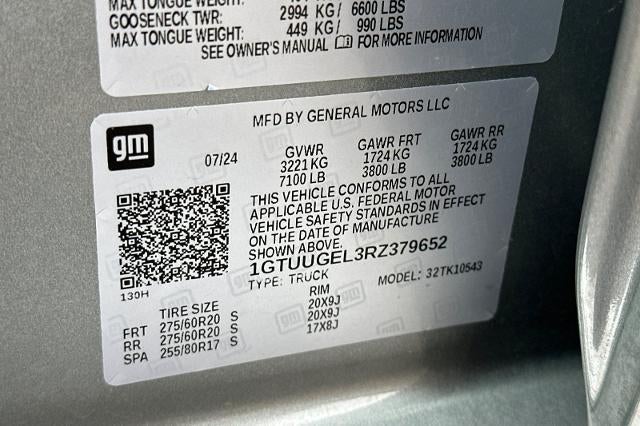 MAX TONGUE WEIGHT:
GOOSENECK TWR: 2994 KG/ 6600 LBS
MAX TONGUE WEIGHT: 449 KG/ 990 LBS
SEE OWNER'S MANUAL FOR MORE INFORMATION
gm
MFD BY GENERAL MOTORS LLC
07/24 GVWR GAWR FRT GAWR RR
3221 KG 1724 KG 1724 KG
7100 LB 3800 LB 3800 LB
THIS VEHICLE CONFORMS TO ALL
APPLICABLE U.S. FEDERAL MOTOR
VEHICLE SAFETY STANDARDS IN EFFECT
ON THE DATE OF MANUFACTURE
SHOWN ABOVE.
1GTUUGEL3RZ379652
130H
TYPE: TRUCK MODEL: 32TK10543
TIRE SIZE RIM
FRT 275/60R20 S 20X9J
RR 275/60R20 S 20X9J
SPA 255/80R17 S 17X8J